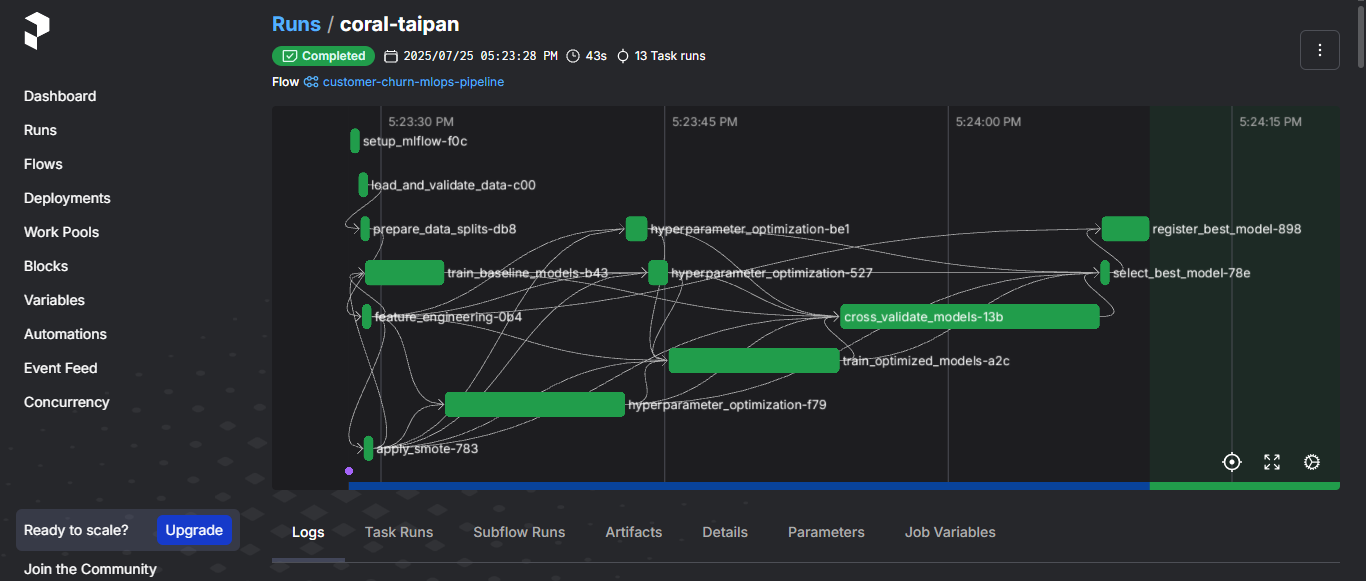 Runs / coral-taipan
Completed 2025/07/25 05:23:28 PM 43s 13 Task runs
Flow customer-churn-mlops-pipeline
Dashboard
Runs
Flows
Deployments
Work Pools
Blocks
Variables
Automations
Event Feed
Concurrency
Ready to scale? Upgrade
Join the Community
5:23:30 PM 5:23:45 PM 5:24:00 PM 5:24:15 PM
setup_mlflow-f0c
load_and_validate_data-c00
prepare_data_splits-db8 hyperparameter_optimization-be1 register_best_model-898
train_baseline_models-b43 hyperparameter_optimization-527 select_best_model-78e
feature_engineering-0b4 cross_validate_models-13b
train_optimized_models-a2c
hyperparameter_optimization-f79
apply_smote-783
Logs Task Runs Subflow Runs Artifacts Details Parameters Job Variables